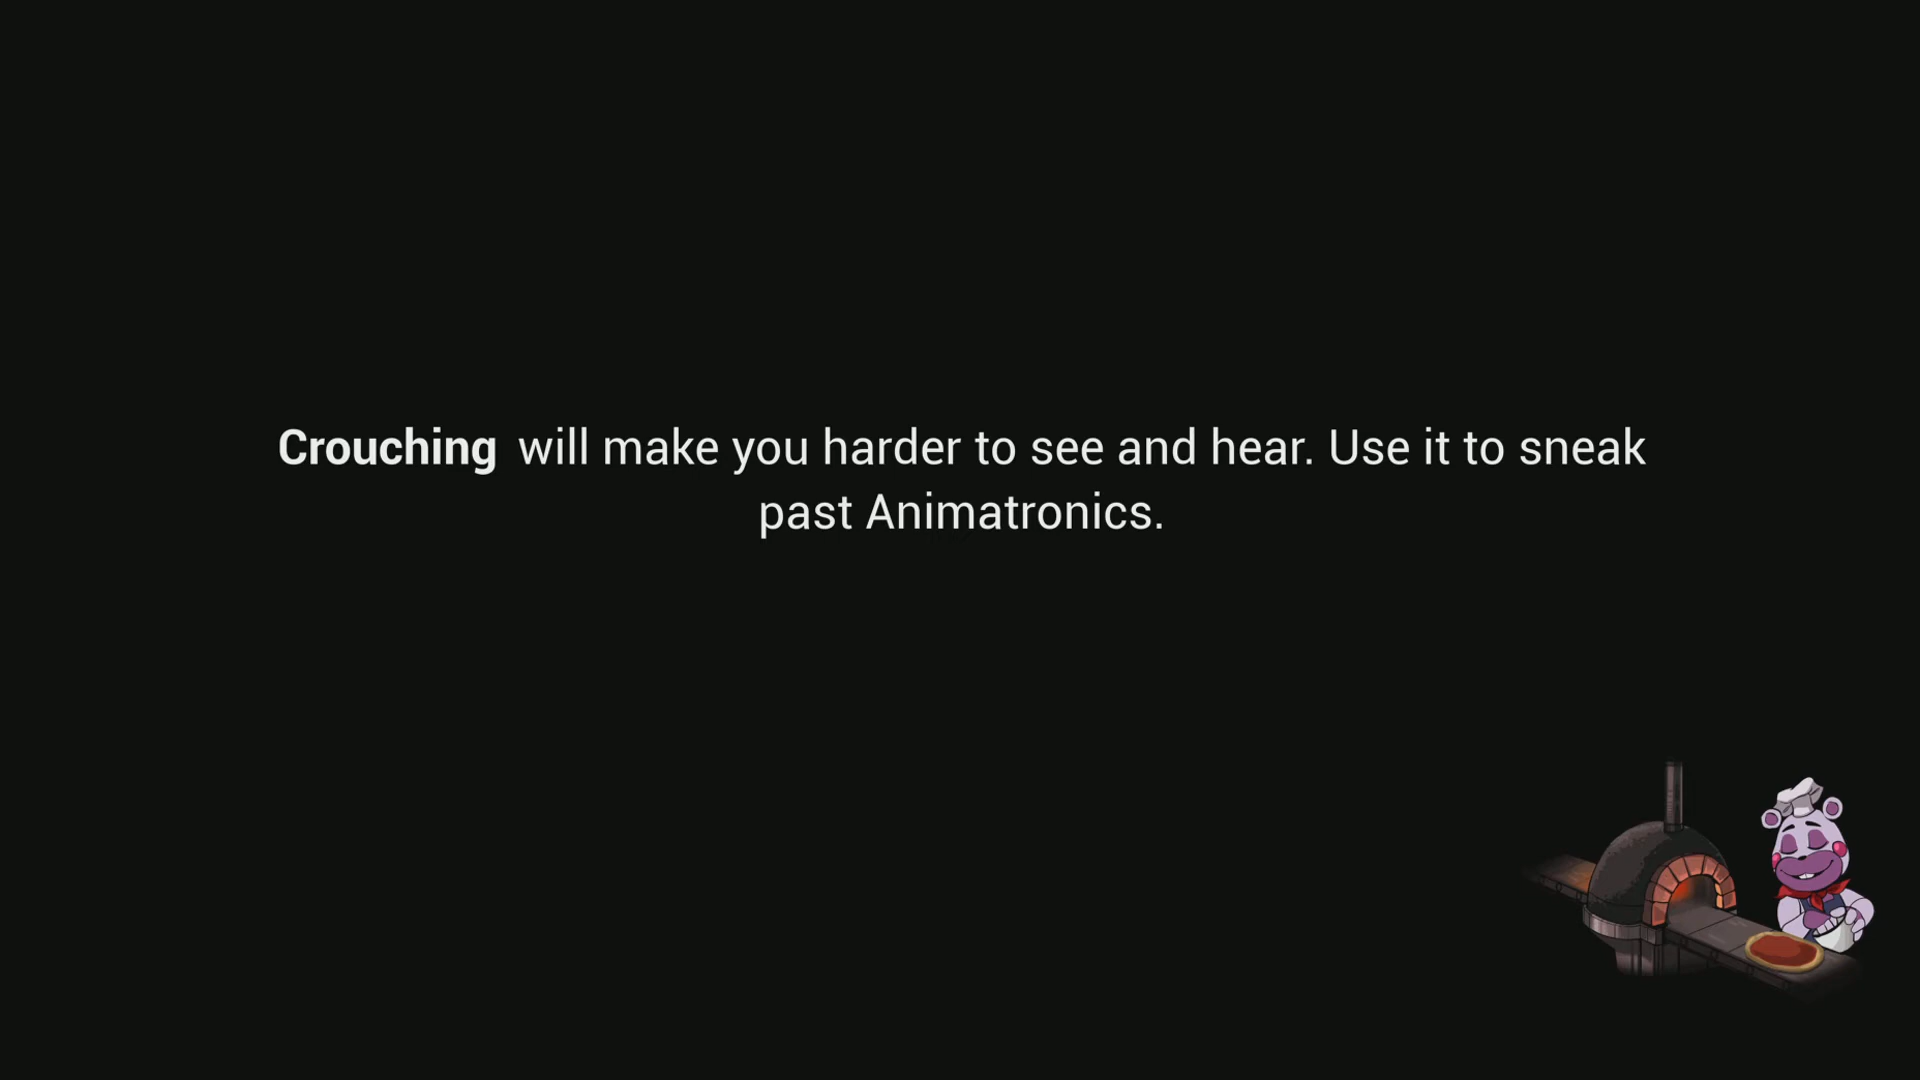 Crouching will make you harder to see and hear. Use it to sneak
past Animatronics.